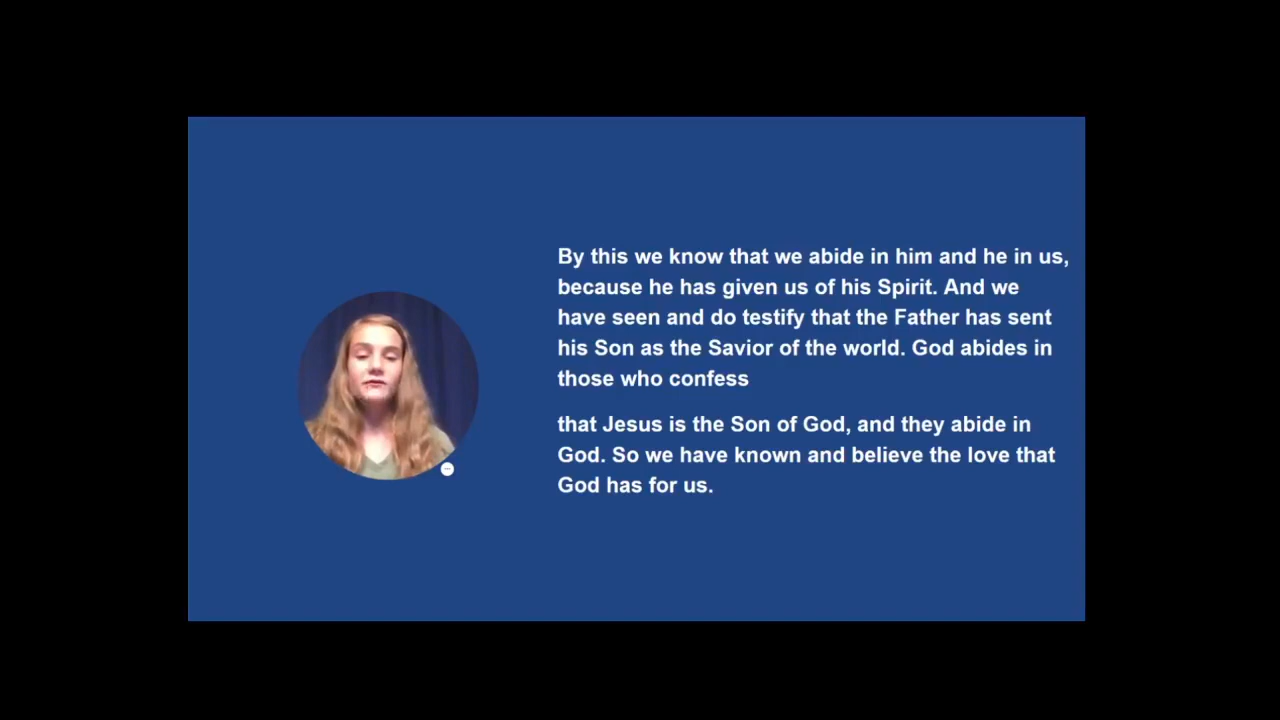 By this we know that we abide in him and he in us,
because he has given us of his Spirit. And we
have seen and do testify that the Father has sent
his Son as the Savior of the world. God abides in
those who confess
that Jesus is the Son of God, and they abide in
God. So we have known and believe the love that
God has for us.